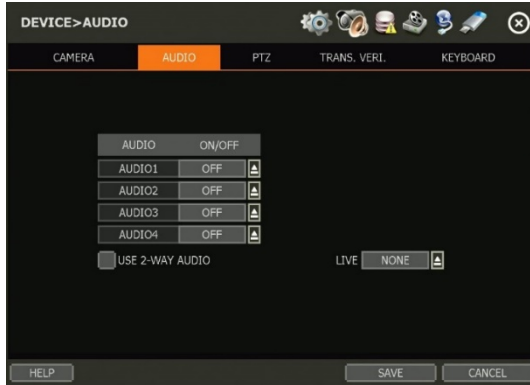 DEVICE>AUDIO
CAMERA AUDIO PTZ TRANS. VERI. KEYBOARD
AUDIO ON/OFF
AUDIO1 OFF
AUDIO2 OFF
AUDIO3 OFF
AUDIO4 OFF
USE 2-WAY AUDIO LIVE NONE
HELP SAVE CANCEL